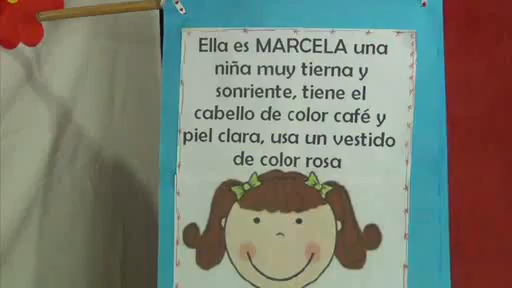 Ella es MARCELA una
niña muy tierna y
sonriente, tiene el
cabello de color café y
piel clara, usa un vestido
de color rosa